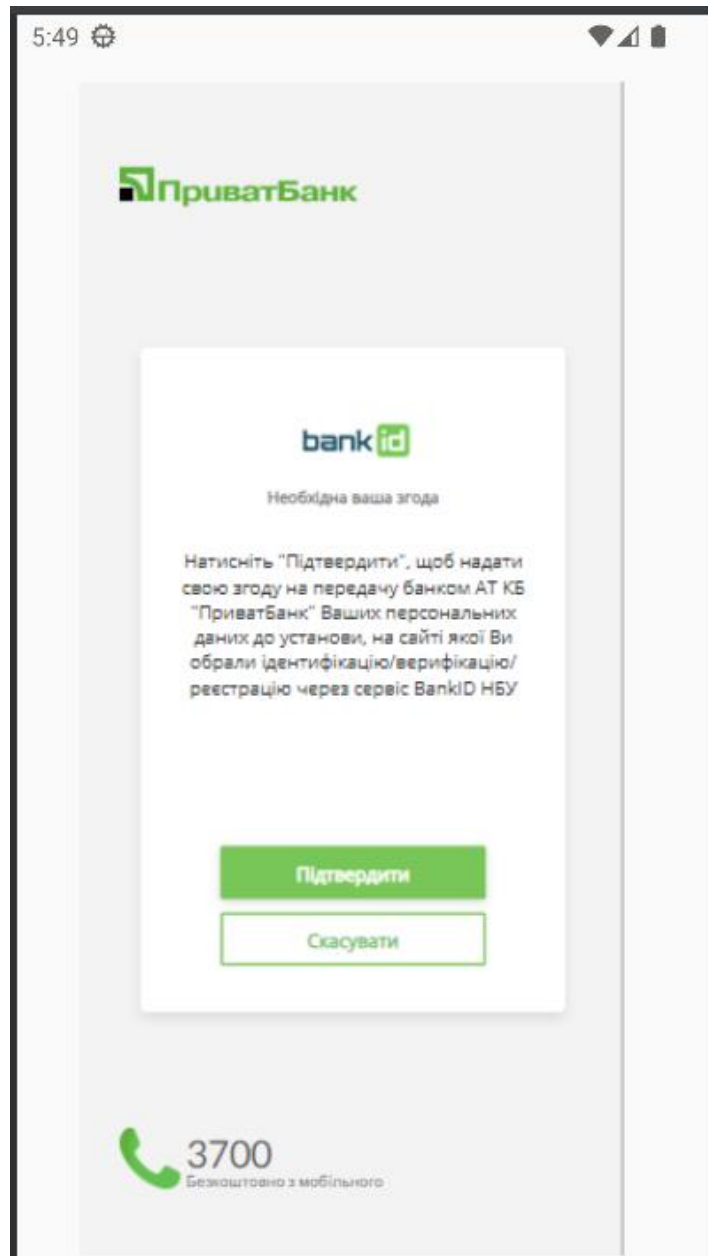 5:49
ПриватБанк
bank id
Необхідна ваша згода
Натисніть "Підтвердити", щоб надати
свою згоду на передачу банком АТ КБ
"ПриватБанк" Ваших персональних
даних до установи, на сайті якої Ви
обрали ідентифікацію/верифікацію/
реєстрацію через сервіс BankID НБУ
Підтвердити
Скасувати
3700
Безкоштовно з мобільного